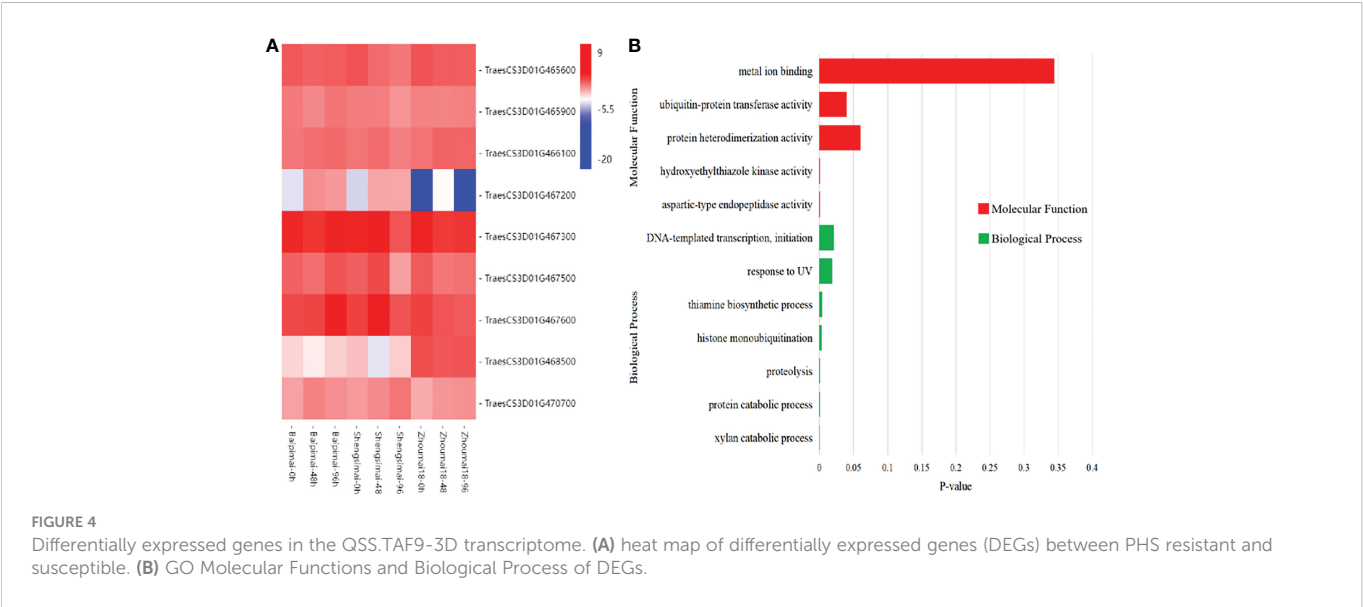 A
9
-5.5
-20
- TraesCS3D01G465600
- TraesCS3D01G465900
- TraesCS3D01G466100
- TraesCS3D01G467200
- TraesCS3D01G467300
- TraesCS3D01G467500
- TraesCS3D01G467600
- TraesCS3D01G468500
- TraesCS3D01G470700
- Baipimai-0h
- Baipimai-48h
- Baipimai-96h
- Shengsimai-0h
- Shengsimai-48
- Shengsimai-96
- Zhoumai18-0h
- Zhoumai18-48
- Zhoumai18-96
B
Molecular Function
metal ion binding
ubiquitin-protein transferase activity
protein heterodimerization activity
hydroxyethylthiazole kinase activity
aspartic-type endopeptidase activity
Biological Process
DNA-templated transcription, initiation
response to UV
thiamine biosynthetic process
histone monoubiquitination
proteolysis
protein catabolic process
xylan catabolic process
Molecular Function
Biological Process
0 0.05 0.1 0.15 0.2 0.25 0.3 0.35 0.4
P-value
FIGURE 4
Differentially expressed genes in the QSS.TAF9-3D transcriptome. (A) heat map of differentially expressed genes (DEGs) between PHS resistant and
susceptible. (B) GO Molecular Functions and Biological Process of DEGs.